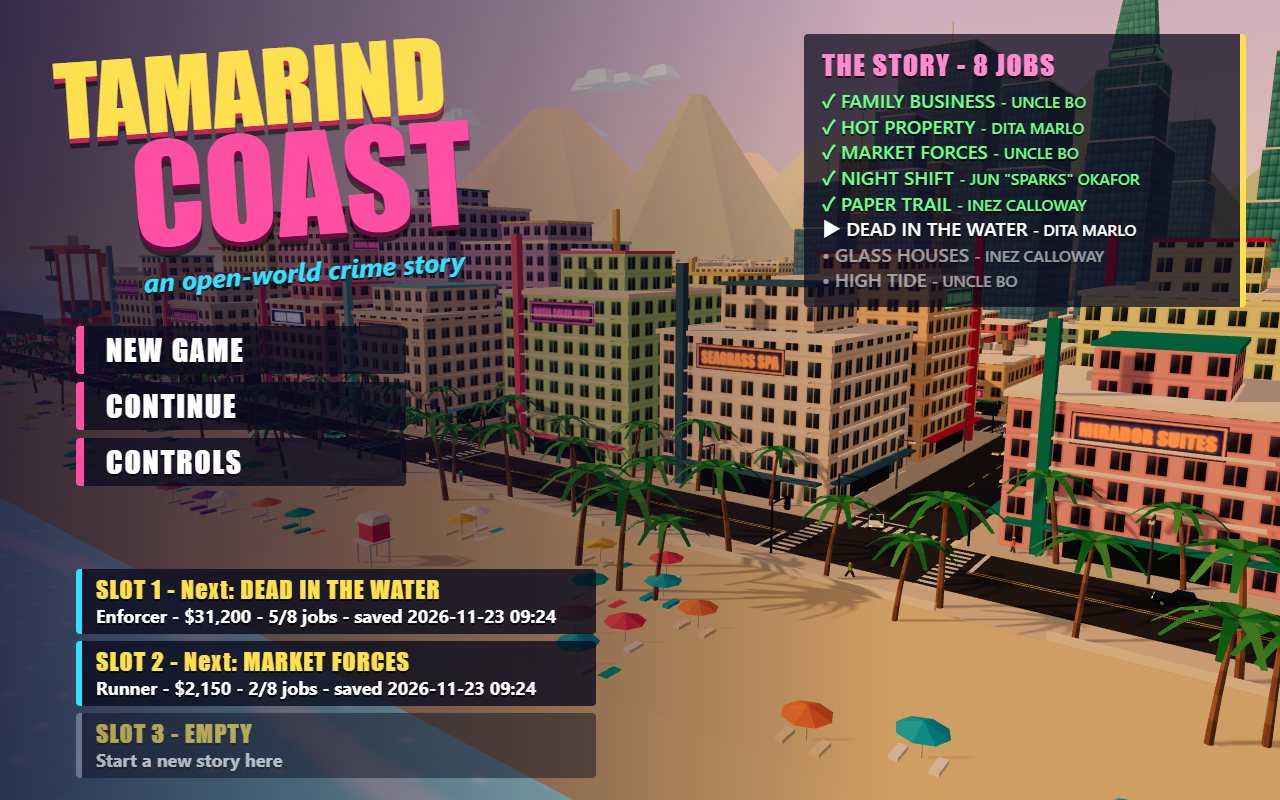 TAMARIND
COAST
an open-world crime story
NEW GAME
CONTINUE
CONTROLS
SLOT 1 - Next: DEAD IN THE WATER
Enforcer - $31,200 - 5/8 jobs - saved 2026-11-23 09:24
SLOT 2 - Next: MARKET FORCES
Runner - $2,150 - 2/8 jobs - saved 2026-11-23 09:24
SLOT 3 - EMPTY
Start a new story here
THE STORY - 8 JOBS
✓ FAMILY BUSINESS - UNCLE BO
✓ HOT PROPERTY - DITA MARLO
✓ MARKET FORCES - UNCLE BO
✓ NIGHT SHIFT - JUN "SPARKS" OKAFOR
✓ PAPER TRAIL - INEZ CALLOWAY
▶ DEAD IN THE WATER - DITA MARLO
• GLASS HOUSES - INEZ CALLOWAY
• HIGH TIDE - UNCLE BO
SEAGRASS SPA
MIRADOR SUITES